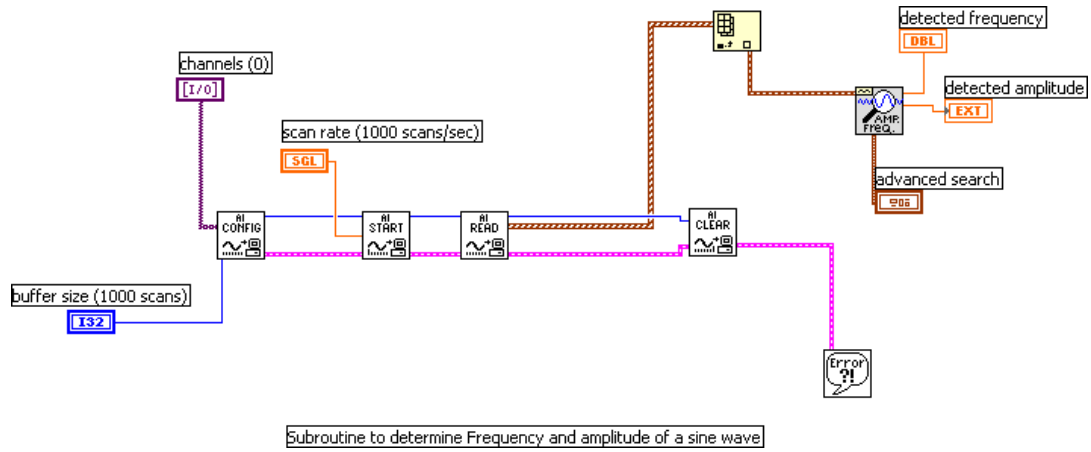 detected frequency
DBL
channels (0)
[I/O]
detected amplitude
EXT
AMP.
FREQ.
scan rate (1000 scans/sec)
SGL
advanced search
AI
CONFIG
AI
START
AI
READ
AI
CLEAR
buffer size (1000 scans)
I32
Error
?!
Subroutine to determine Frequency and amplitude of a sine wave